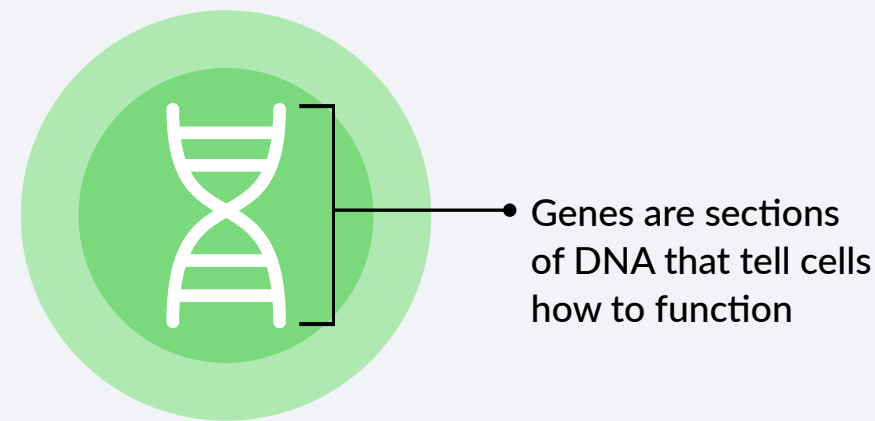 Genes are sections
of DNA that tell cells
how to function